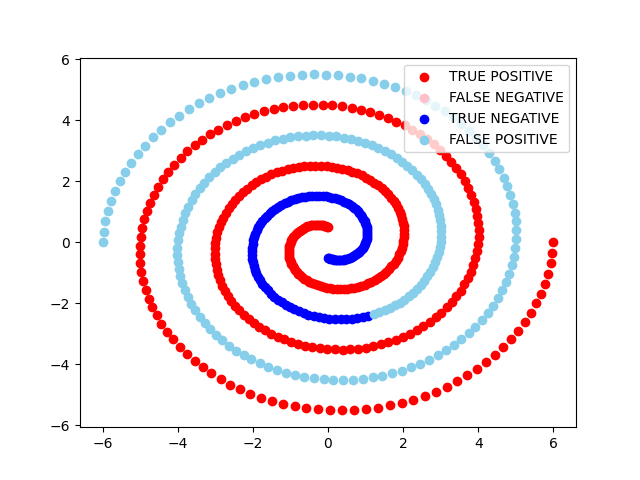 TRUE POSITIVE
FALSE NEGATIVE
TRUE NEGATIVE
FALSE POSITIVE
6
4
2
0
−2
−4
−6
−6 −4 −2 0 2 4 6